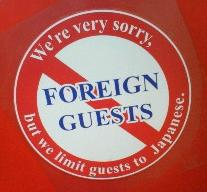 We're very sorry,
FOREIGN
GUESTS
but we limit guests to Japanese.